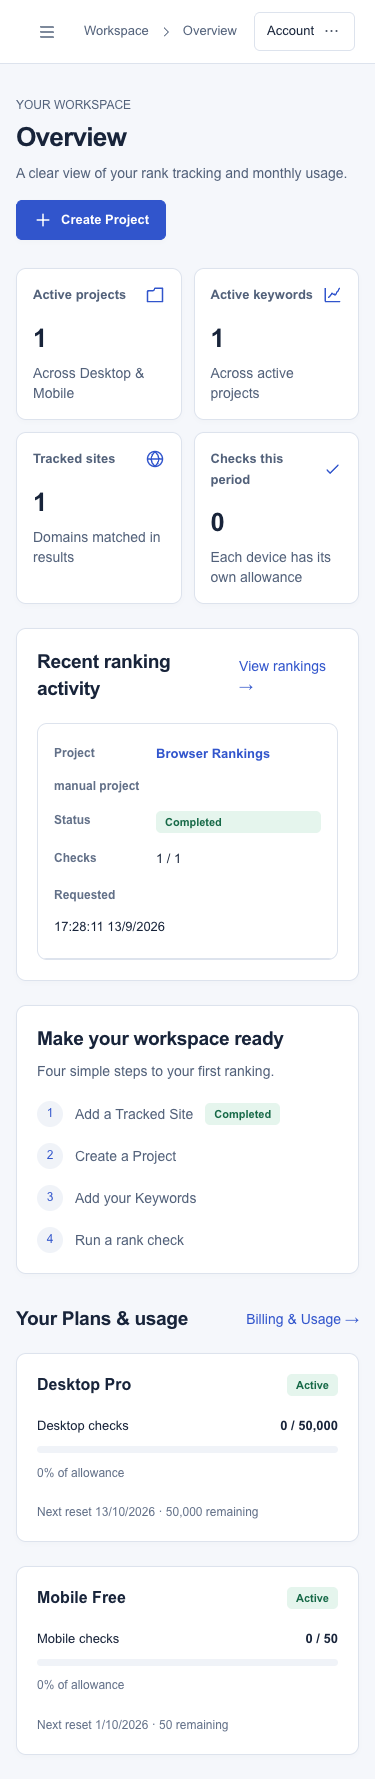 Workspace > Overview Account ...
YOUR WORKSPACE
Overview
A clear view of your rank tracking and monthly usage.
+ Create Project
Active projects
1
Across Desktop &
Mobile
Active keywords
1
Across active
projects
Tracked sites
1
Domains matched in
results
Checks this
period
0
Each device has its
own allowance
Recent ranking
activity
View rankings
→
Project Browser Rankings
manual project
Status Completed
Checks 1 / 1
Requested
17:28:11 13/9/2026
Make your workspace ready
Four simple steps to your first ranking.
1 Add a Tracked Site Completed
2 Create a Project
3 Add your Keywords
4 Run a rank check
Your Plans & usage Billing & Usage →
Desktop Pro Active
Desktop checks 0 / 50,000
0% of allowance
Next reset 13/10/2026 · 50,000 remaining
Mobile Free Active
Mobile checks 0 / 50
0% of allowance
Next reset 1/10/2026 · 50 remaining